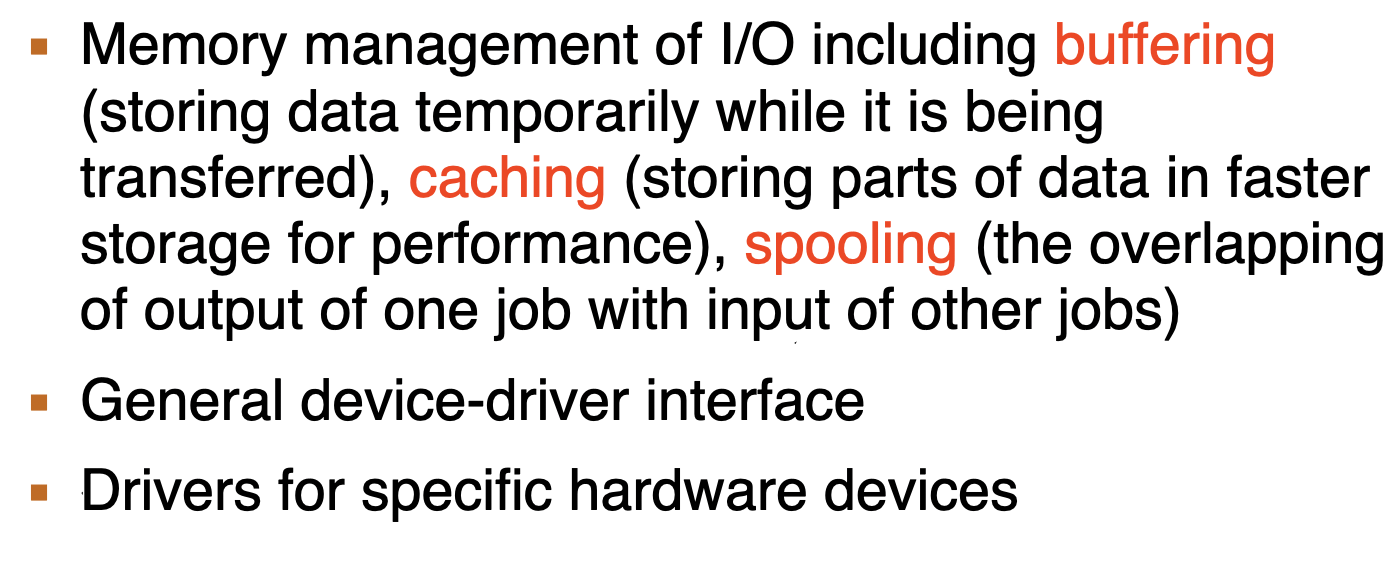 ▪ Memory management of I/O including buffering
(storing data temporarily while it is being
transferred), caching (storing parts of data in faster
storage for performance), spooling (the overlapping
of output of one job with input of other jobs)
▪ General device-driver interface
▪ Drivers for specific hardware devices